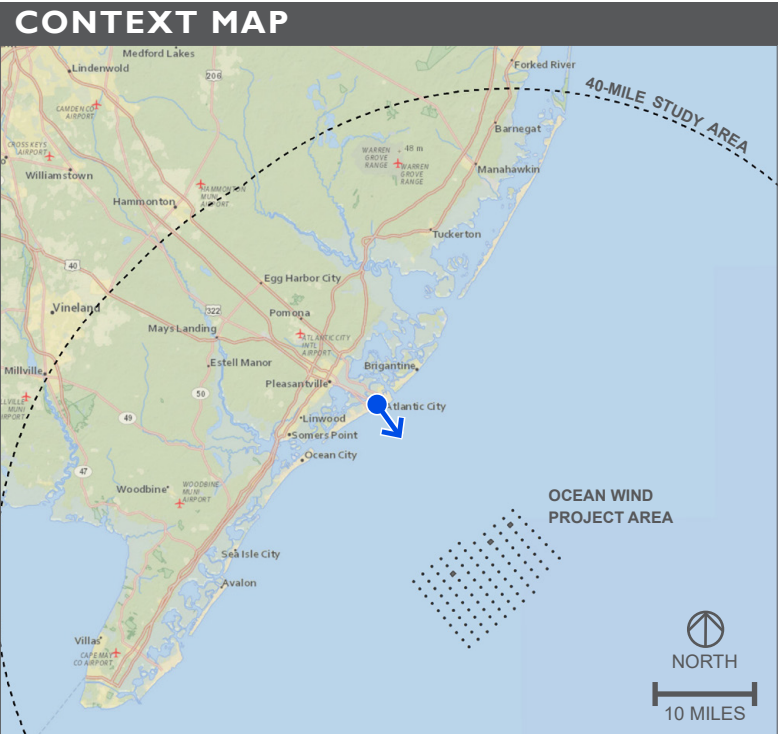 CONTEXT MAP
Medford Lakes
Lindenwold
206
Forked River
40-MILE STUDY AREA
CAMDEN CO
AIRPORT
Barnegat
CROSS KEYS
AIRPORT
WARREN
GROVE
RANGE
48 m
WARREN
GROVE
RANGE
Manahawkin
Williamstown
HAMMONTON
MUNI
AIRPORT
Hammonton
Tuckerton
40
Egg Harbor City
Vineland
322
Pomona
Mays Landing
ATLANTIC CITY
INTL
AIRPORT
Estell Manor
Brigantine
Millville
Pleasantville
50
LLVILLE
MUNI
IRPORT
Atlantic City
49
Linwood
Somers Point
Ocean City
47
Woodbine
WOODBINE
MUNI
AIRPORT
OCEAN WIND
PROJECT AREA
Sea Isle City
Avalon
Villas
CAPE MAY
CO AIRPORT
NORTH
10 MILES